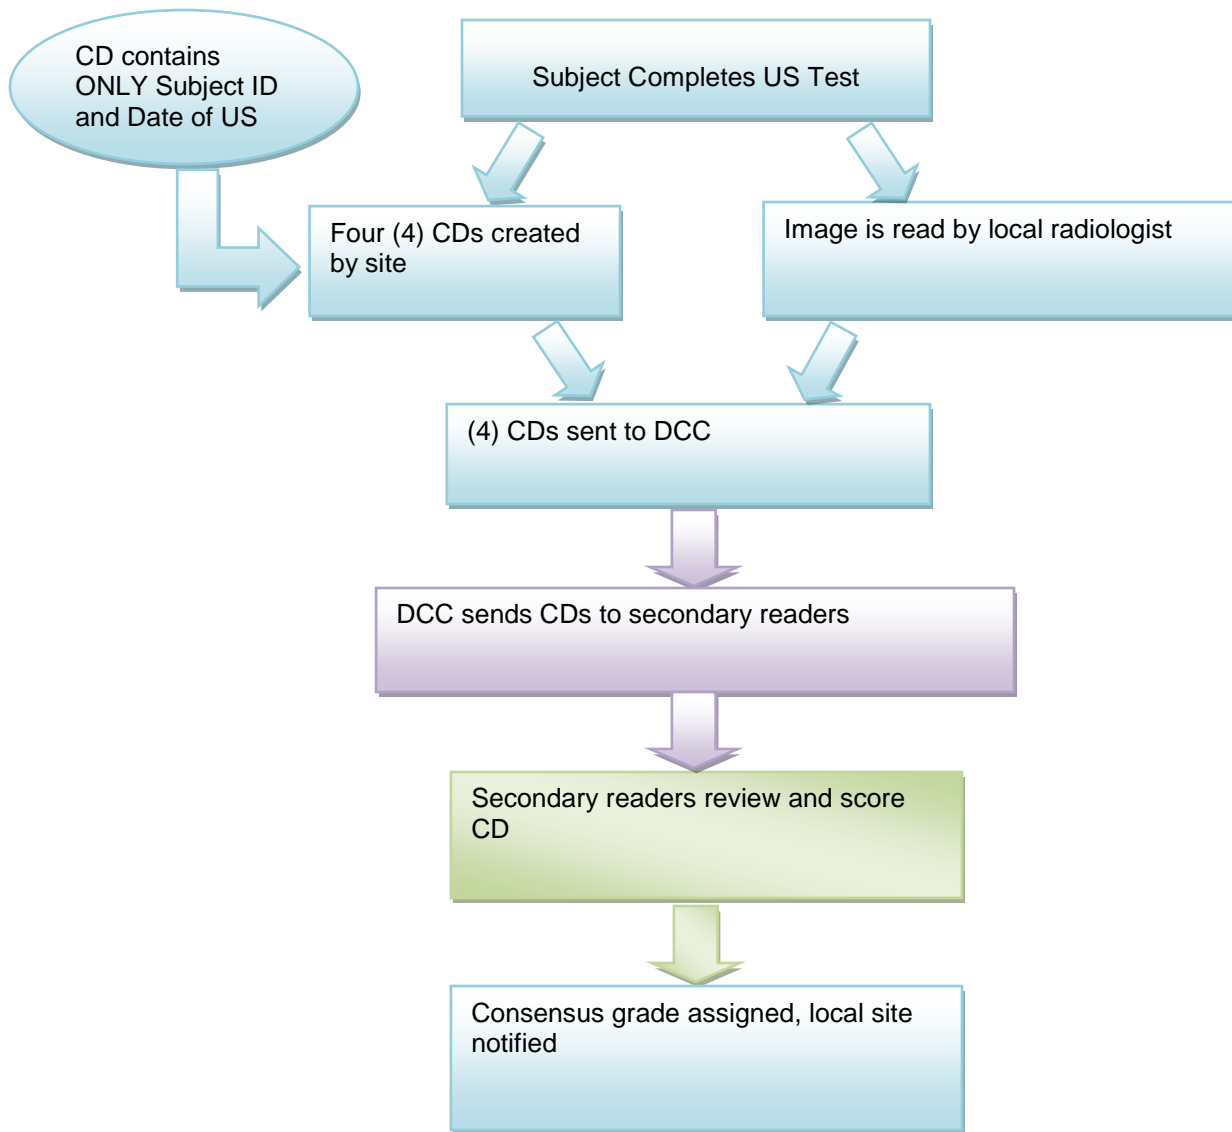 CD contains
ONLY Subject ID
and Date of US
Subject Completes US Test
Four (4) CDs created
by site
Image is read by local radiologist
(4) CDs sent to DCC
DCC sends CDs to secondary readers
Secondary readers review and score
CD
Consensus grade assigned, local site
notified